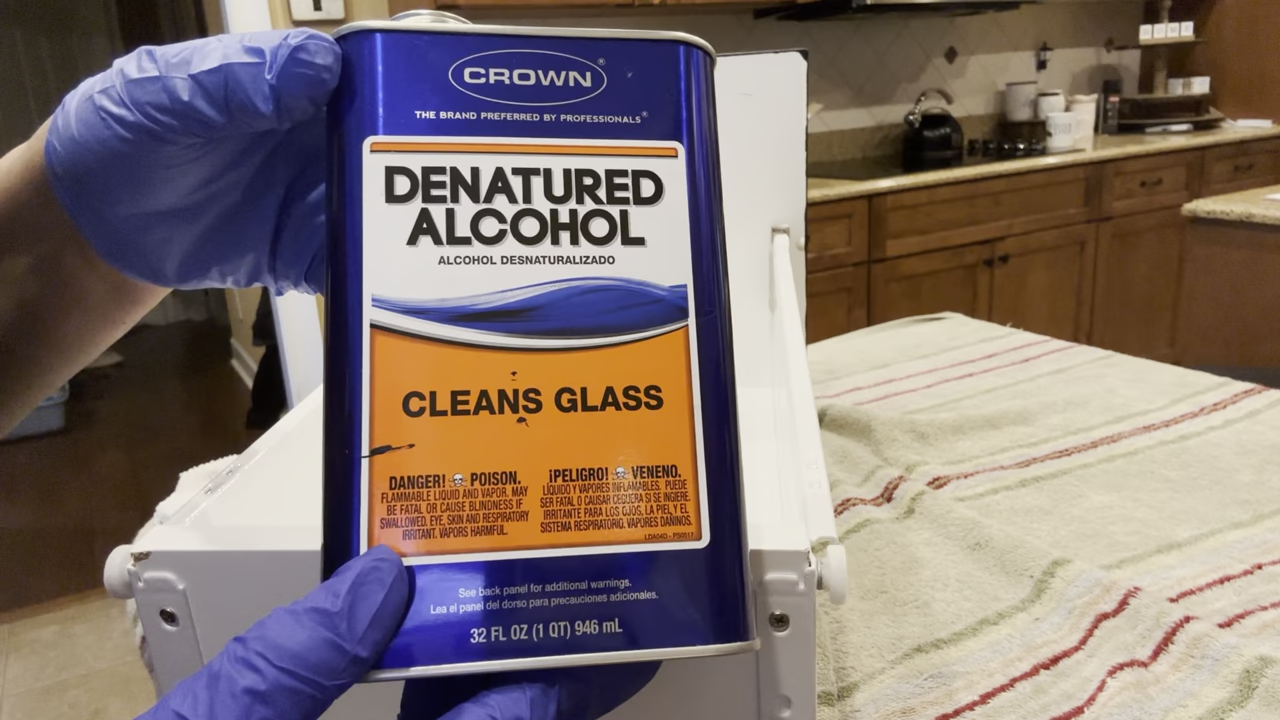 CROWN®
THE BRAND PREFERRED BY PROFESSIONALS®
DENATURED
ALCOHOL
ALCOHOL DESNATURALIZADO
CLEANS GLASS
DANGER! POISON.
FLAMMABLE LIQUID AND VAPOR. MAY
BE FATAL OR CAUSE BLINDNESS IF
SWALLOWED. EYE, SKIN AND RESPIRATORY
IRRITANT. VAPORS HARMFUL.
¡PELIGRO! VENENO.
LÍQUIDO Y VAPORES INFLAMABLES. PUEDE
SER FATAL O CAUSAR CEGUERA SI SE INGIERE.
IRRITANTE PARA LOS OJOS, LA PIEL Y EL
SISTEMA RESPIRATORIO. VAPORES DAÑINOS.
LDA04D - PS0517
See back panel for additional warnings.
Lea el panel del dorso para precauciones adicionales.
32 FL OZ (1 QT) 946 mL